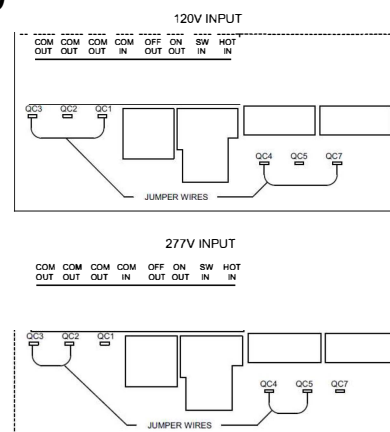 120V INPUT
COM COM COM COM OFF ON SW HOT
OUT OUT OUT IN OUT OUT IN IN
QC3 QC2 QC1
QC4 QC5 QC7
JUMPER WIRES
277V INPUT
COM COM COM COM OFF ON SW HOT
OUT OUT OUT IN OUT OUT IN IN
QC3 QC2 QC1
QC4 QC5 QC7
JUMPER WIRES